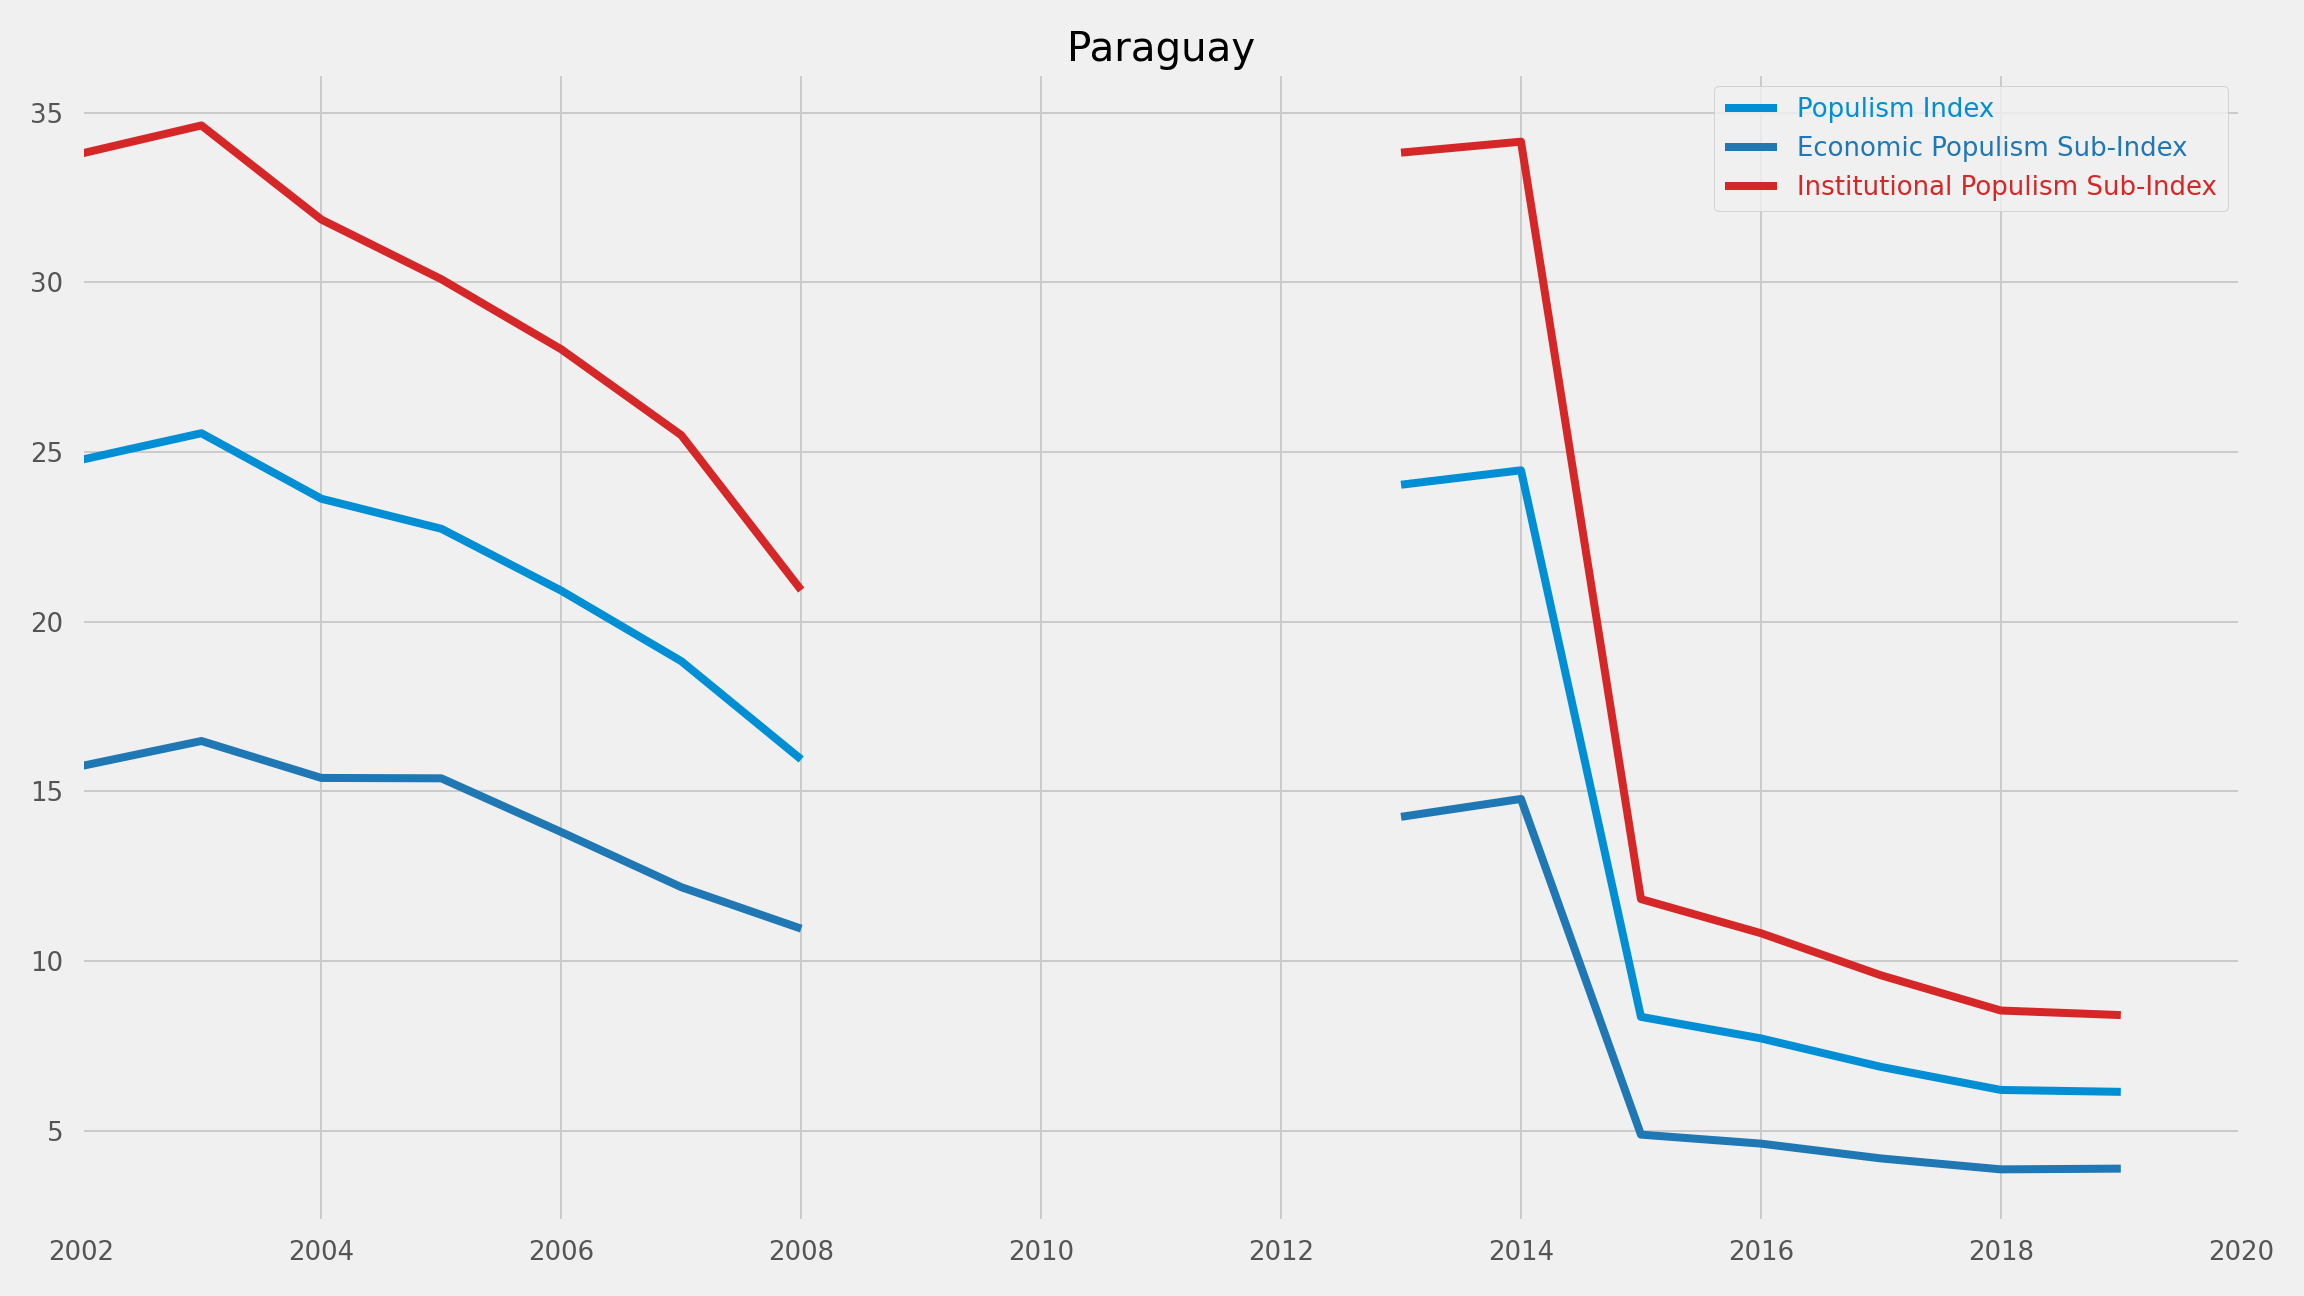 Paraguay
Populism Index
Economic Populism Sub-Index
Institutional Populism Sub-Index
35
30
25
20
15
10
5
2002 2004 2006 2008 2010 2012 2014 2016 2018 2020